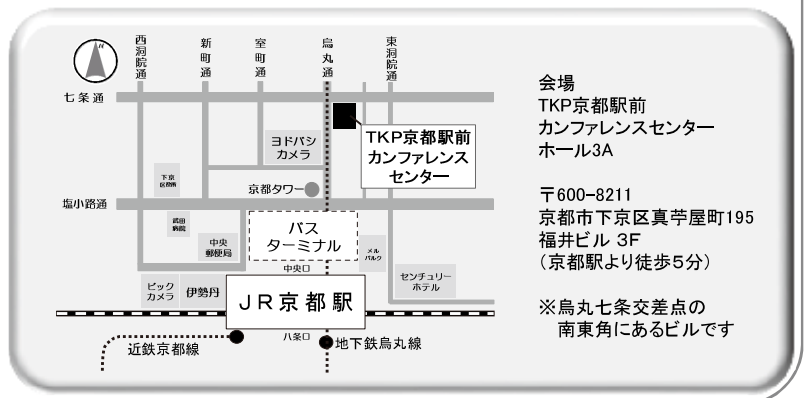 西洞院通
新町通
室町通
烏丸通
東洞院通
N
七条通
ヨドバシ
カメラ
TKP京都駅前
カンファレンス
センター
下京
区役所
京都タワー
塩小路通
武田
病院
中央
郵便局
バス
ターミナル
メル
パルク
中央口
センチュリー
ホテル
ビック
カメラ
伊勢丹
JR京都駅
八条口
近鉄京都線
地下鉄烏丸線
会場
TKP京都駅前
カンファレンスセンター
ホール3A
〒600-8211
京都市下京区真苧屋町195
福井ビル 3F
(京都駅より徒歩5分)
※烏丸七条交差点の
南東角にあるビルです